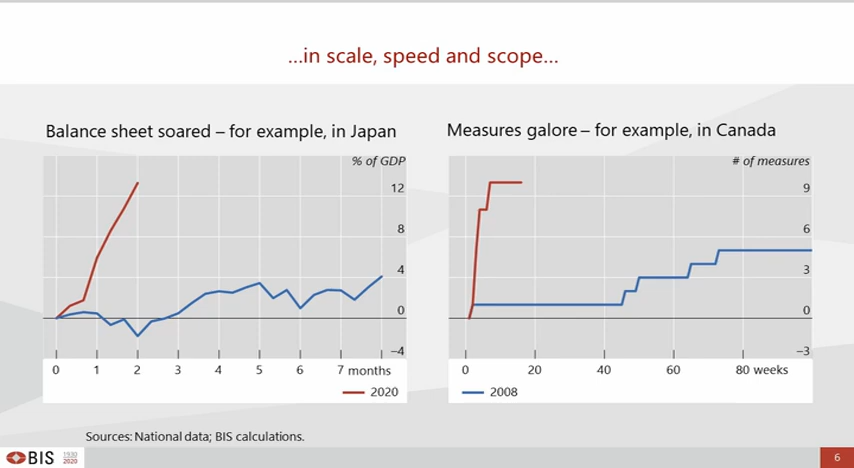 ...in scale, speed and scope...
Balance sheet soared – for example, in Japan
% of GDP
12
8
4
0
–4
0 1 2 3 4 5 6 7 months
2020
Measures galore – for example, in Canada
# of measures
9
6
3
0
–3
0 20 40 60 80 weeks
2008
Sources: National data; BIS calculations.
BIS 1930 2020
6